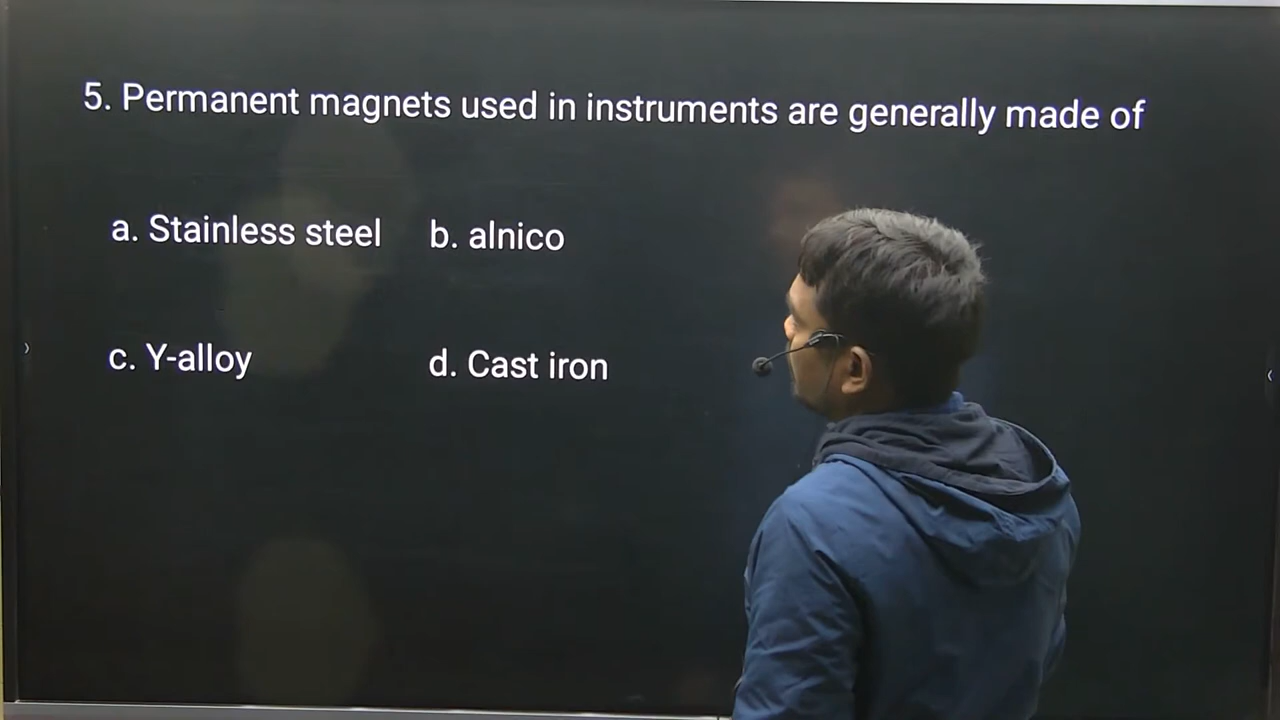 5. Permanent magnets used in instruments are generally made of
a. Stainless steel b. alnico
c. Y-alloy d. Cast iron